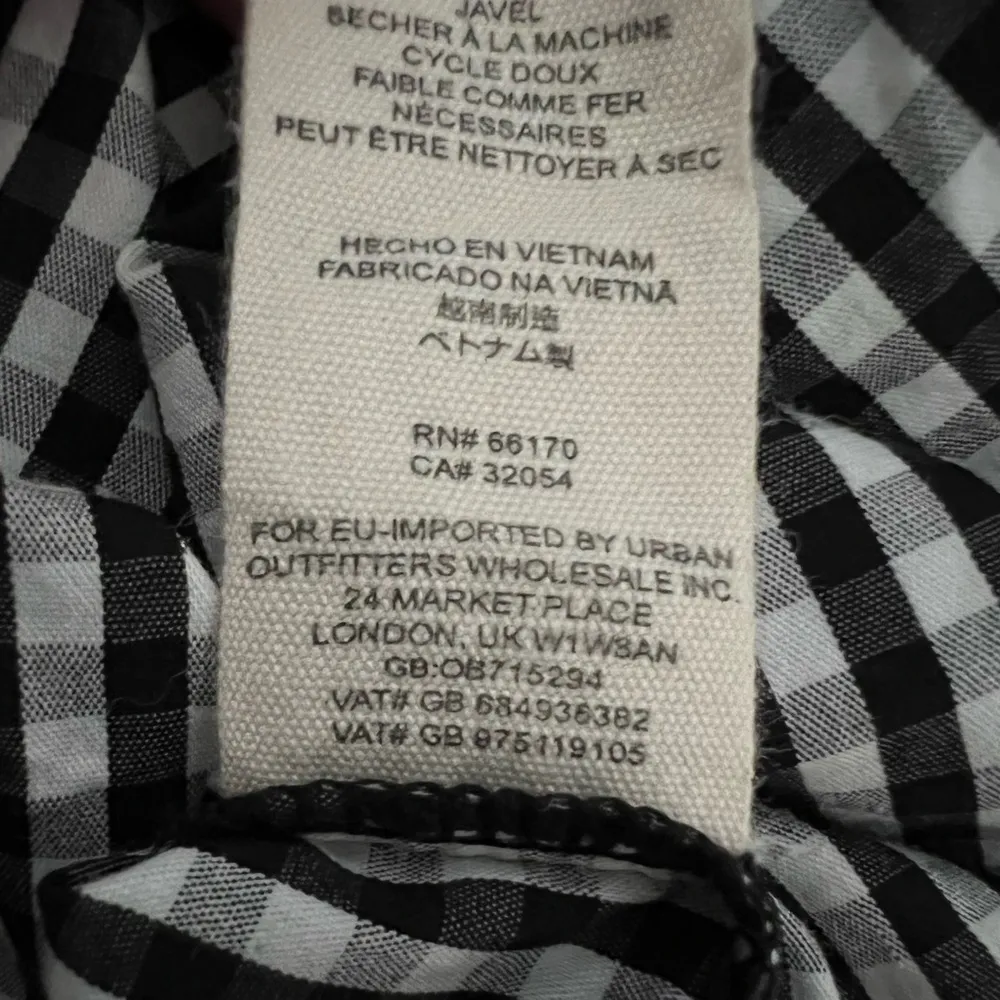 JAVEL
SECHER À LA MACHINE
CYCLE DOUX
FAIBLE COMME FER
NÉCESSAIRES
PEUT ÊTRE NETTOYER À SEC
HECHO EN VIETNAM
FABRICADO NA VIETNÃ
越南制造
ベトナム製
RN# 66170
CA# 32054
FOR EU-IMPORTED BY URBAN
OUTFITTERS WHOLESALE INC.
24 MARKET PLACE
LONDON, UK W1W8AN
GB:OB715294
VAT# GB 684936382
VAT# GB 975119105